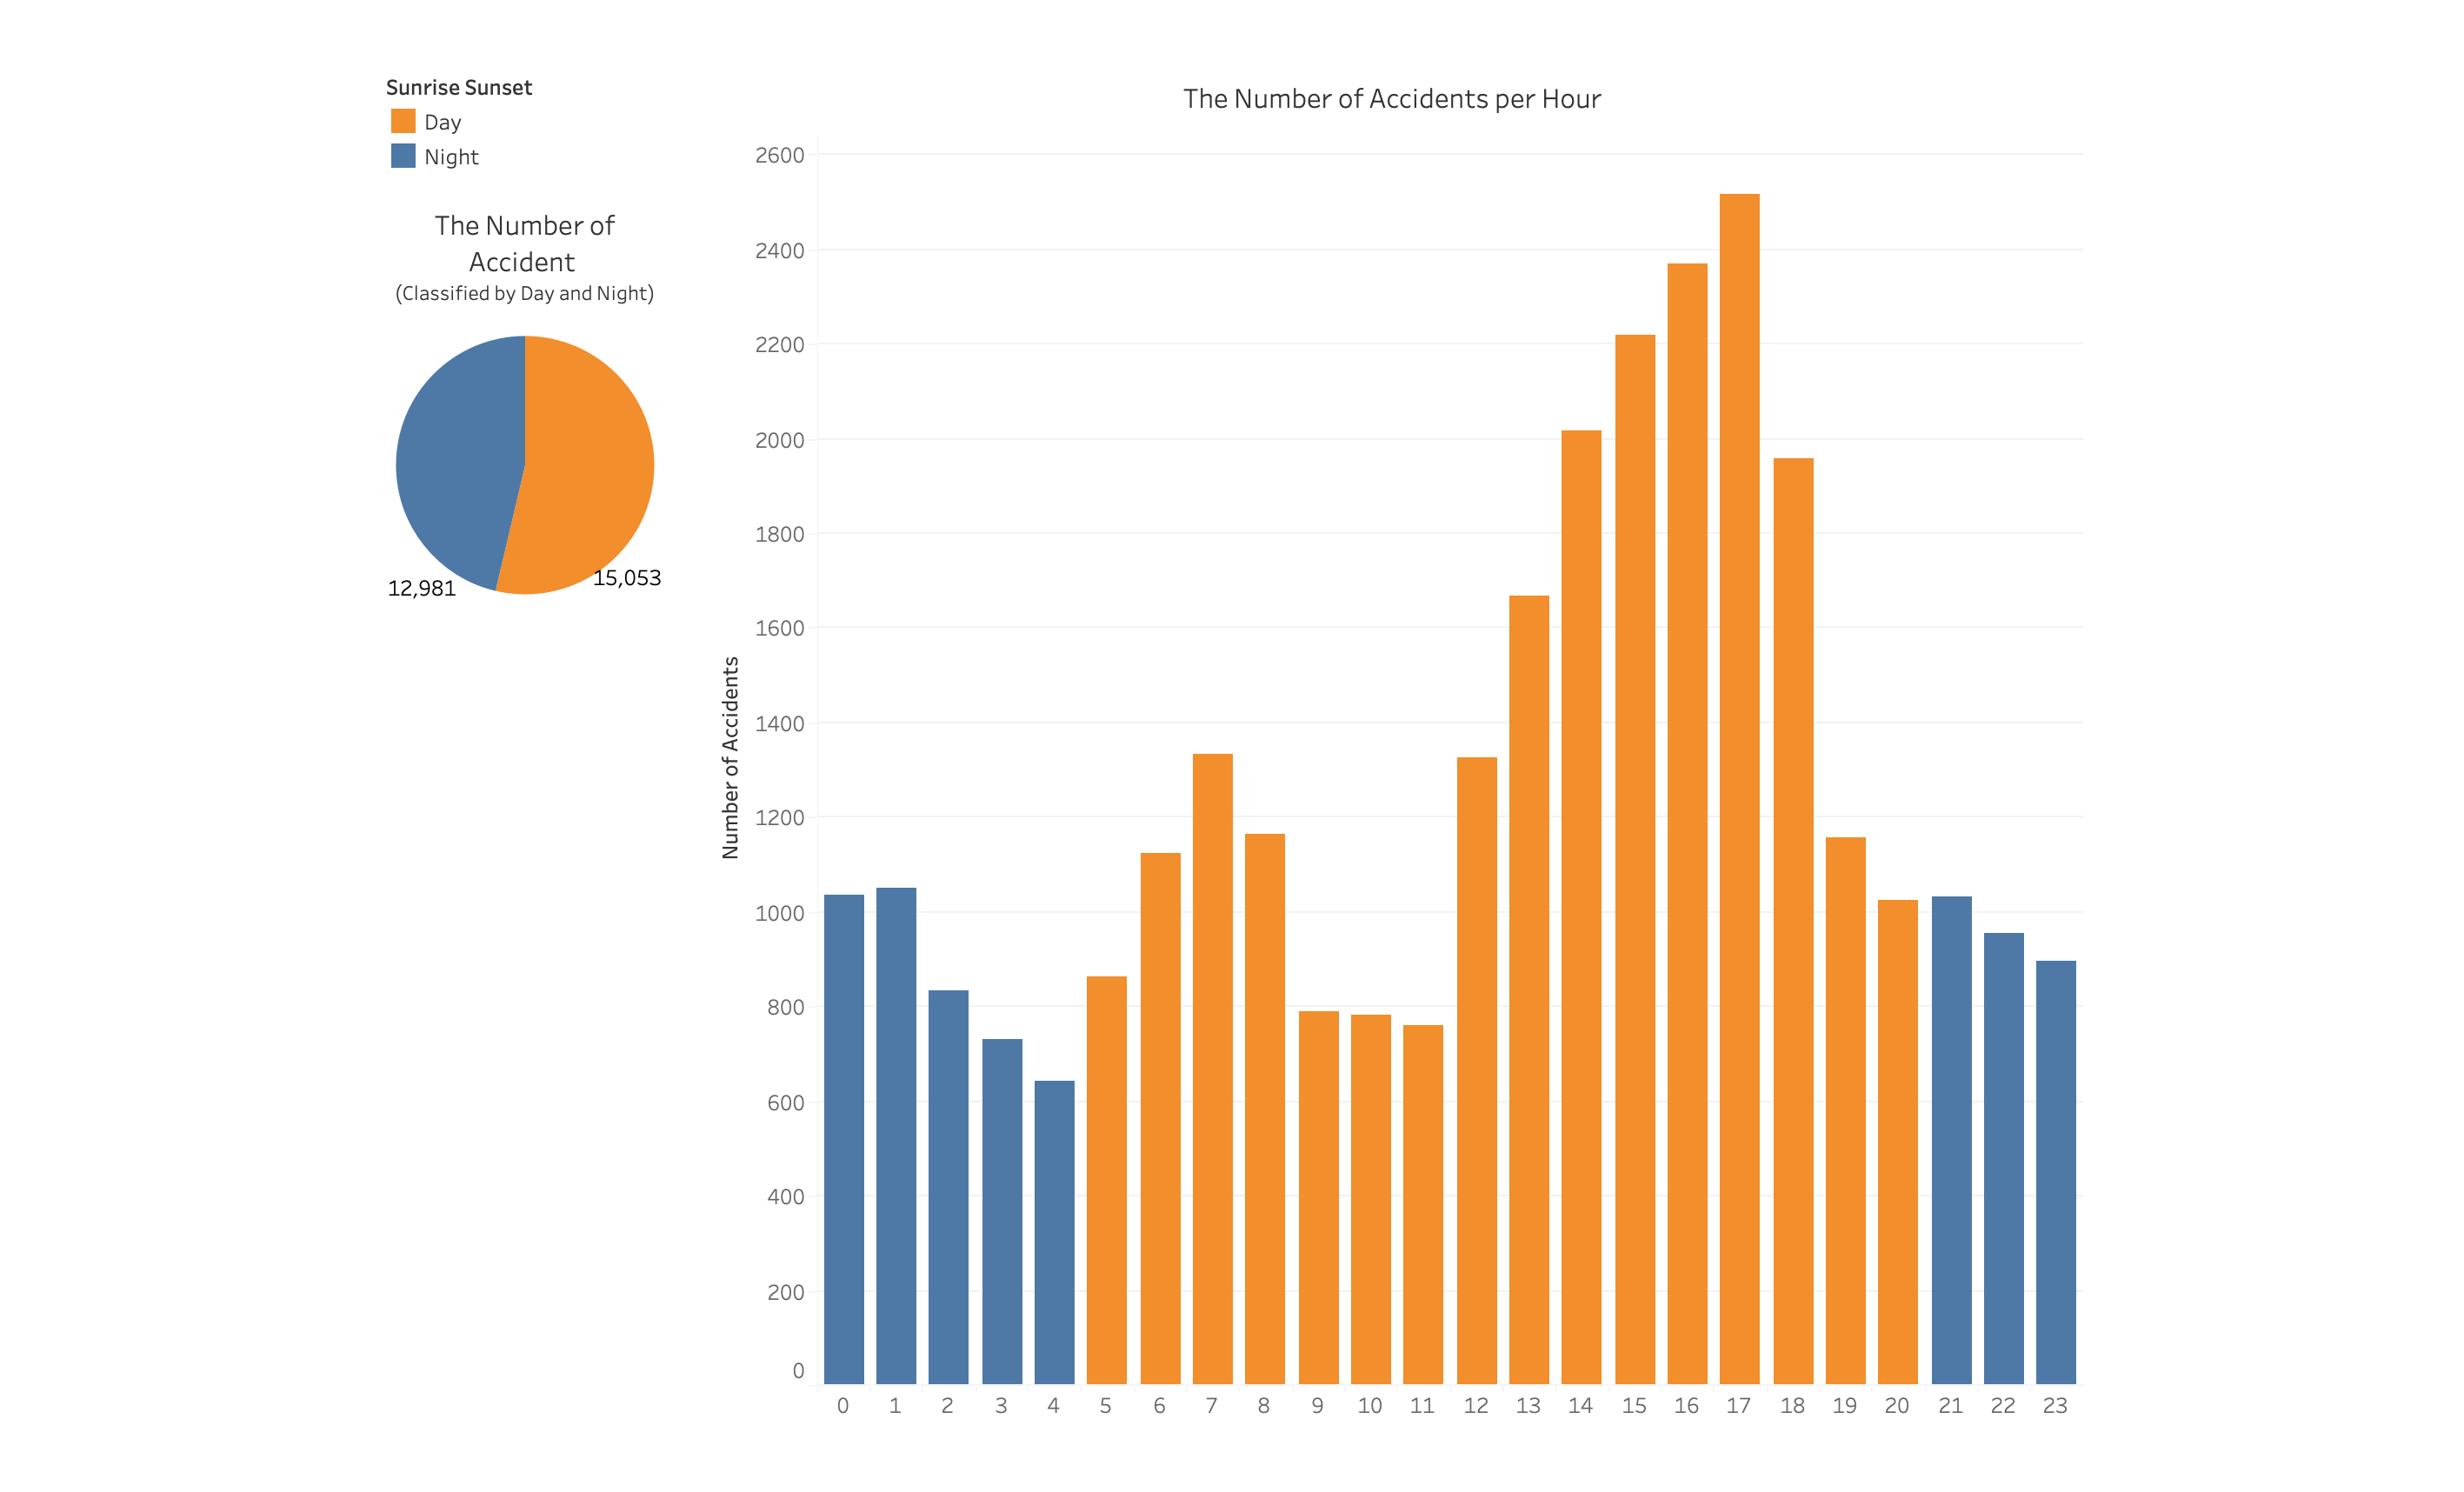 Sunrise Sunset
Day
Night
The Number of
Accident
(Classified by Day and Night)
12,981
15,053
The Number of Accidents per Hour
Number of Accidents
2600
2400
2200
2000
1800
1600
1400
1200
1000
800
600
400
200
0
0 1 2 3 4 5 6 7 8 9 10 11 12 13 14 15 16 17 18 19 20 21 22 23